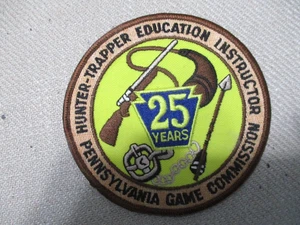 HUNTER-TRAPPER EDUCATION INSTRUCTOR
25
YEARS
PENNSYLVANIA GAME COMMISSION